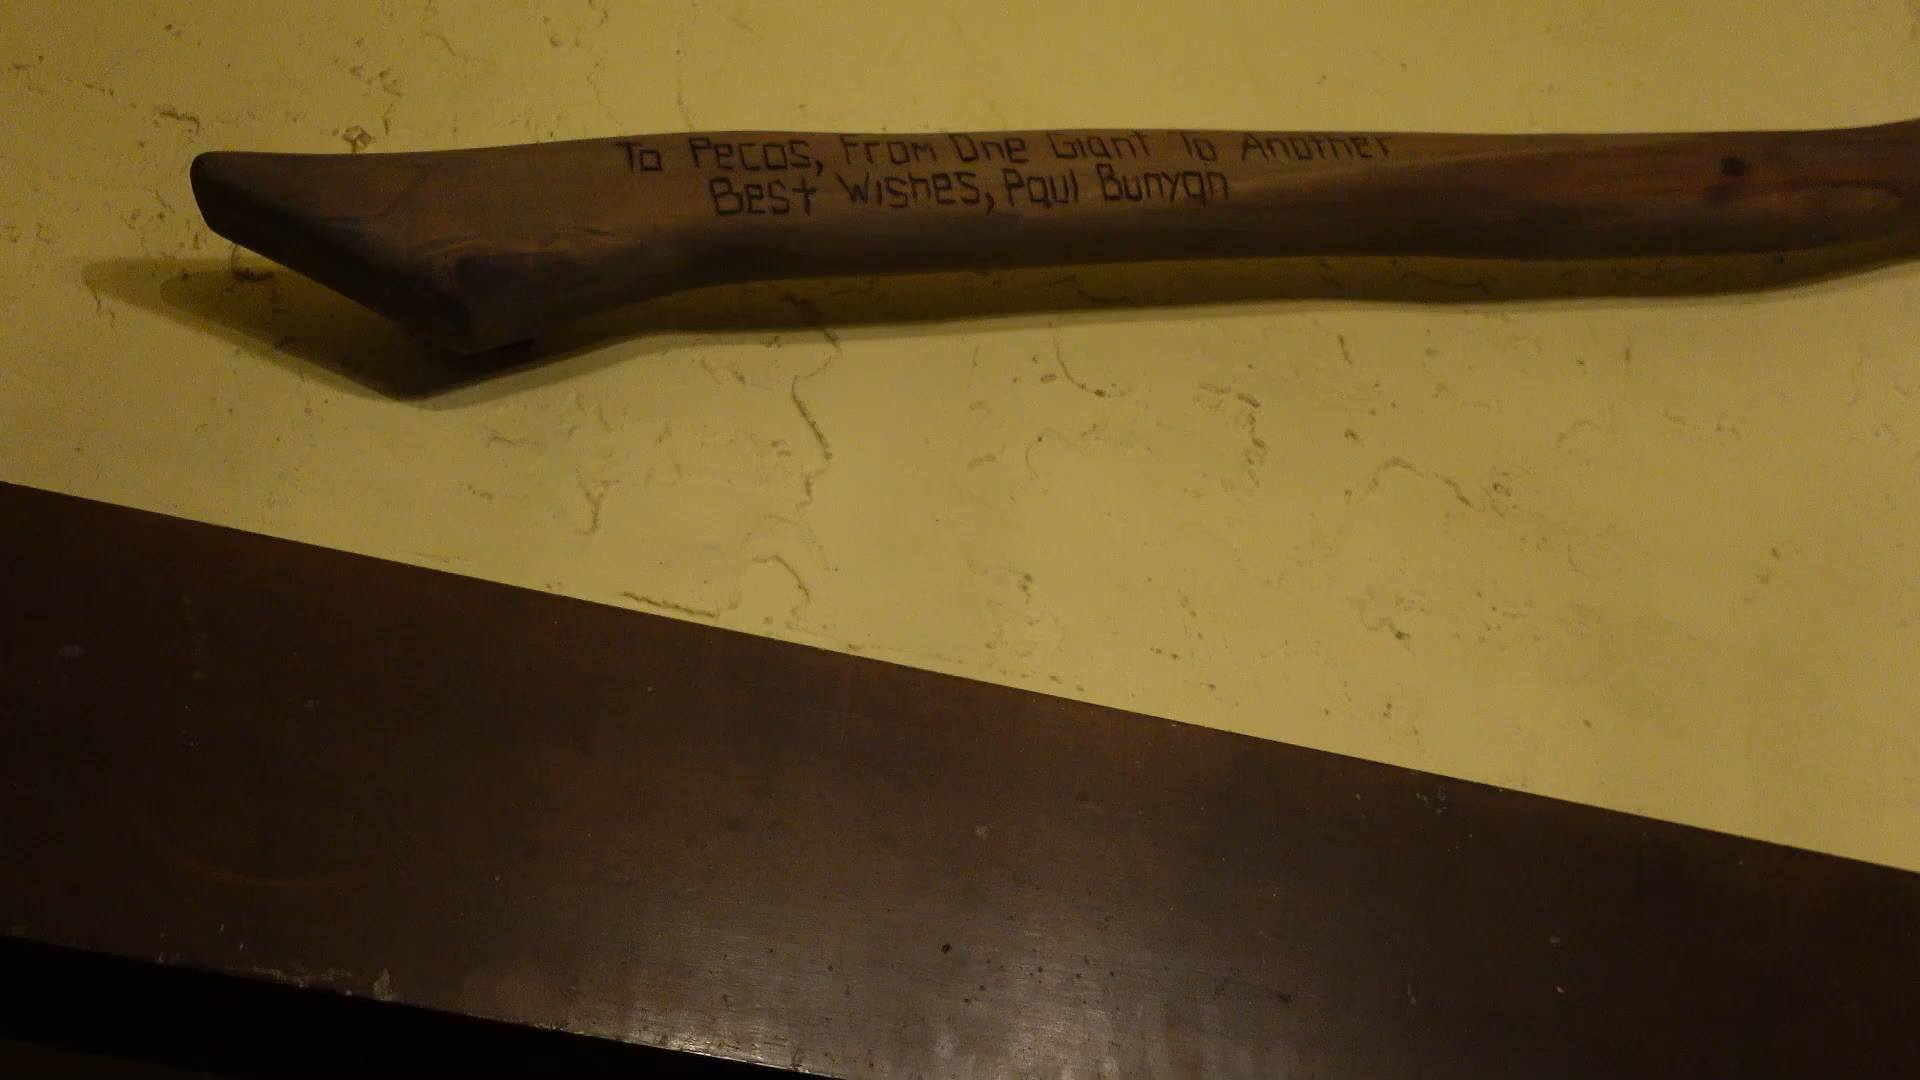 To Pecos, From One Giant To Another
Best Wishes, Paul Bunyan